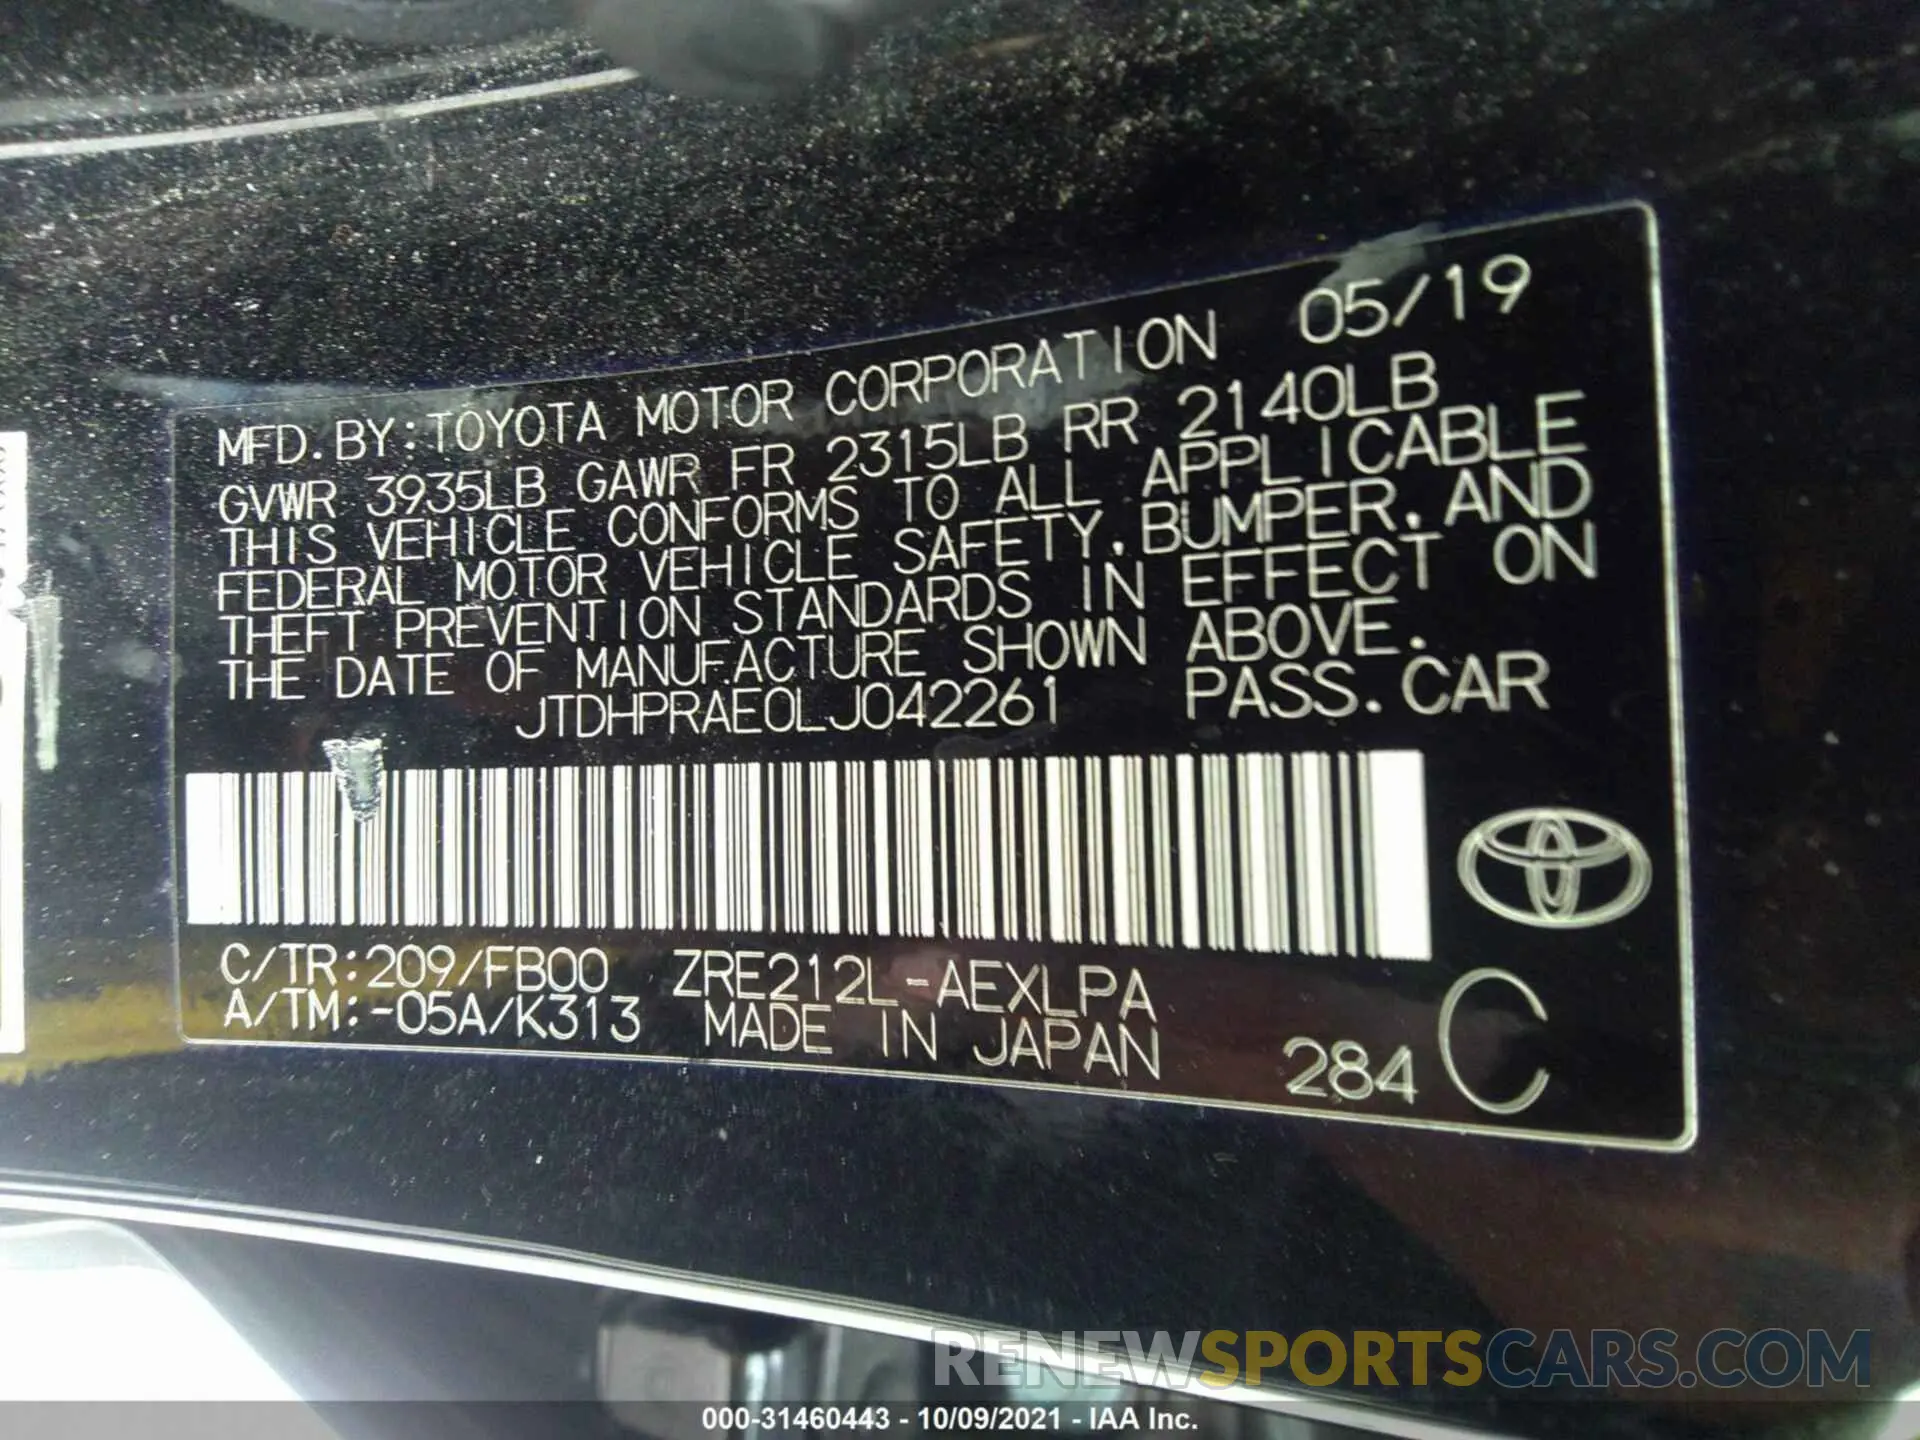 MFD.BY:TOYOTA MOTOR CORPORATION 05/19
GVWR 3935LB GAWR FR 2315LB RR 2140LB
THIS VEHICLE CONFORMS TO ALL APPLICABLE
FEDERAL MOTOR VEHICLE SAFETY,BUMPER,AND
THEFT PREVENTION STANDARDS IN EFFECT ON
THE DATE OF MANUFACTURE SHOWN ABOVE.
JTDHPRAE0LJ042261 PASS.CAR
C/TR:209/FB00 ZRE212L-AEXLPA
A/TM:-05A/K313 MADE IN JAPAN
284 C
RENEWSPORTSCARS.COM
000-31460443 - 10/09/2021 - IAA Inc.